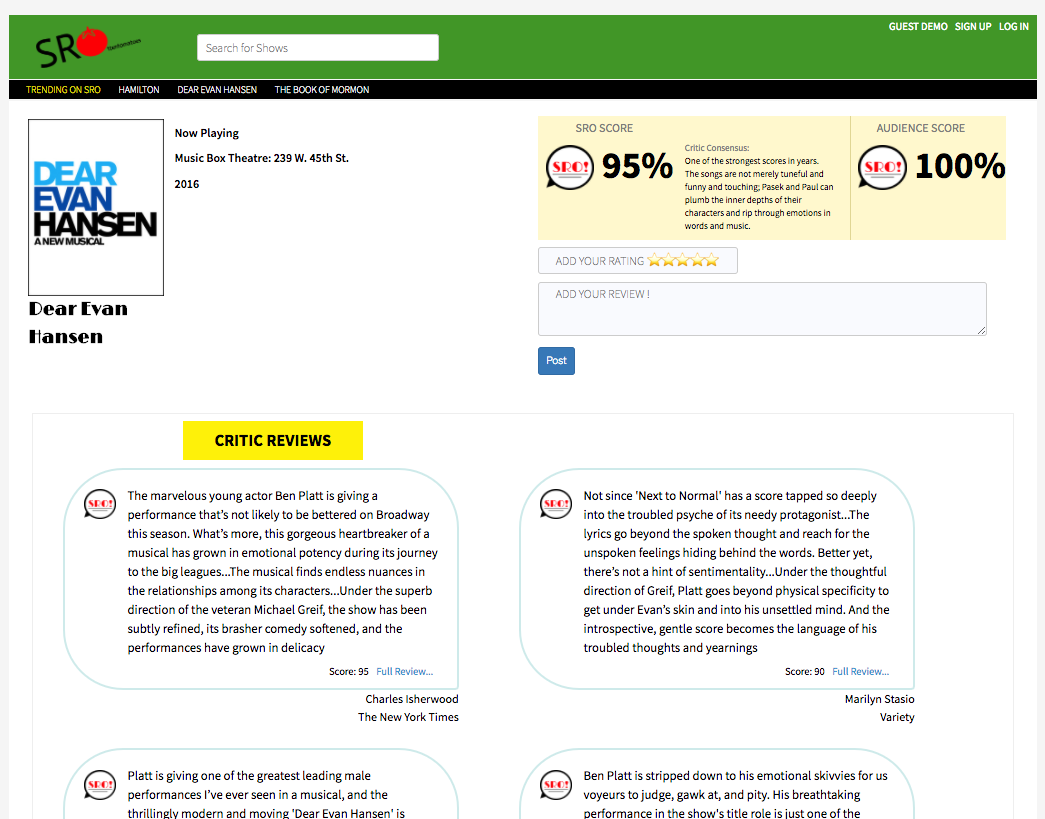 GUEST DEMO SIGN UP LOG IN
SRO
Search for Shows
TRENDING ON SRO HAMILTON DEAR EVAN HANSEN THE BOOK OF MORMON
DEAR
EVAN
HANSEN
A NEW MUSICAL
Dear Evan
Hansen
Now Playing
Music Box Theatre: 239 W. 45th St.
2016
SRO SCORE
SRO!
95%
Critic Consensus:
One of the strongest scores in years.
The songs are not merely tuneful and
funny and touching; Pasek and Paul can
plumb the inner depths of their
characters and rip through emotions in
words and music.
AUDIENCE SCORE
SRO!
100%
ADD YOUR RATING
ADD YOUR REVIEW !
Post
CRITIC REVIEWS
SRO!
The marvelous young actor Ben Platt is giving a
performance that’s not likely to be bettered on Broadway
this season. What’s more, this gorgeous heartbreaker of a
musical has grown in emotional potency during its journey
to the big leagues...The musical finds endless nuances in
the relationships among its characters...Under the superb
direction of the veteran Michael Greif, the show has been
subtly refined, its brasher comedy softened, and the
performances have grown in delicacy
Score: 95 Full Review...
Charles Isherwood
The New York Times
SRO!
Not since 'Next to Normal' has a score tapped so deeply
into the troubled psyche of its needy protagonist...The
lyrics go beyond the spoken thought and reach for the
unspoken feelings hiding behind the words. Better yet,
there’s not a hint of sentimentality...Under the thoughtful
direction of Greif, Platt goes beyond physical specificity to
get under Evan’s skin and into his unsettled mind. And the
introspective, gentle score becomes the language of his
troubled thoughts and yearnings
Score: 90 Full Review...
Marilyn Stasio
Variety
SRO!
Platt is giving one of the greatest leading male
performances I’ve ever seen in a musical, and the
thrillingly modern and moving 'Dear Evan Hansen' is
SRO!
Ben Platt is stripped down to his emotional skivvies for us
voyeurs to judge, gawk at, and pity. His breathtaking
performance in the show's title role is just one of the